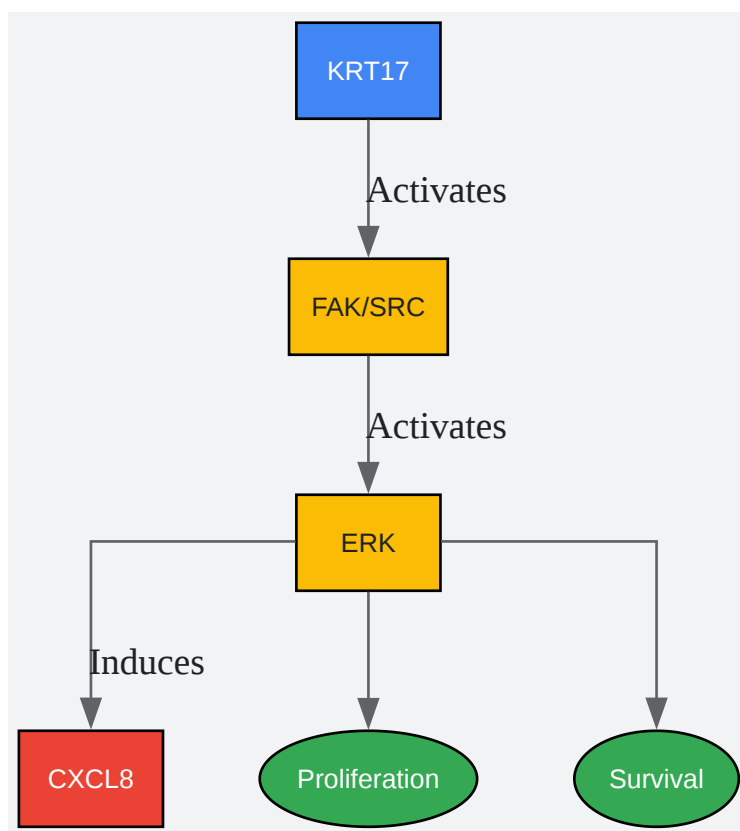 KRT17
Activates
FAK/SRC
Activates
ERK
Induces
CXCL8
Proliferation
Survival